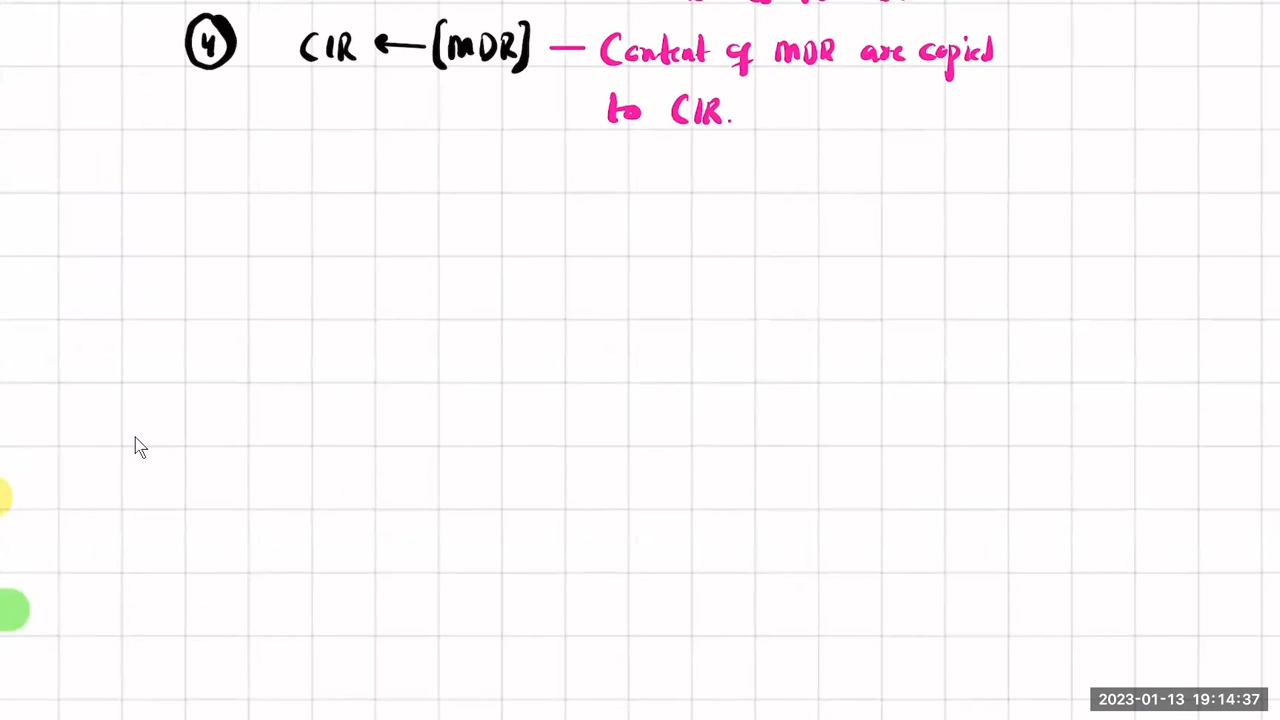 4 CIR ← [MDR] — Content of MDR are copied
to CIR.
2023-01-13 19:14:37